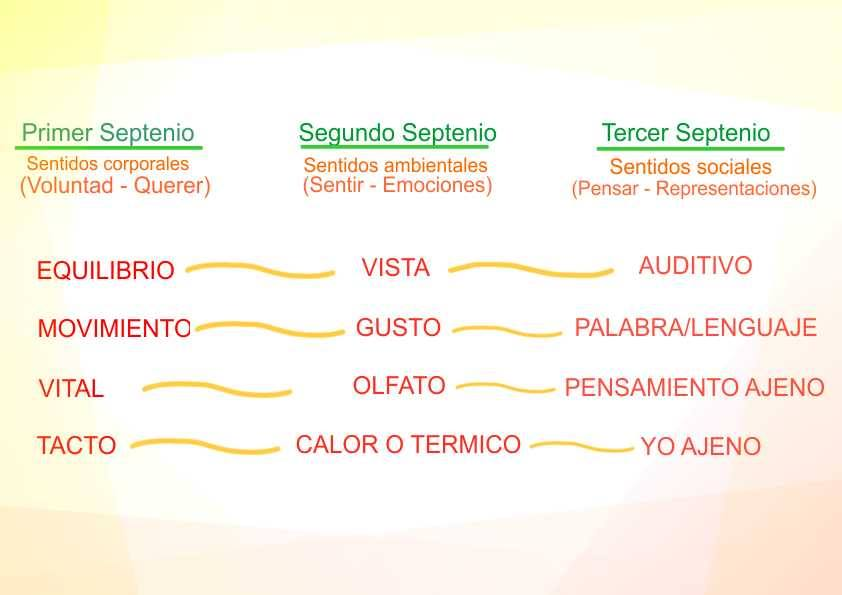 Primer Septenio
Sentidos corporales
(Voluntad - Querer)
Segundo Septenio
Sentidos ambientales
(Sentir - Emociones)
Tercer Septenio
Sentidos sociales
(Pensar - Representaciones)
EQUILIBRIO VISTA AUDITIVO
MOVIMIENTO GUSTO PALABRA/LENGUAJE
VITAL OLFATO PENSAMIENTO AJENO
TACTO CALOR O TERMICO YO AJENO